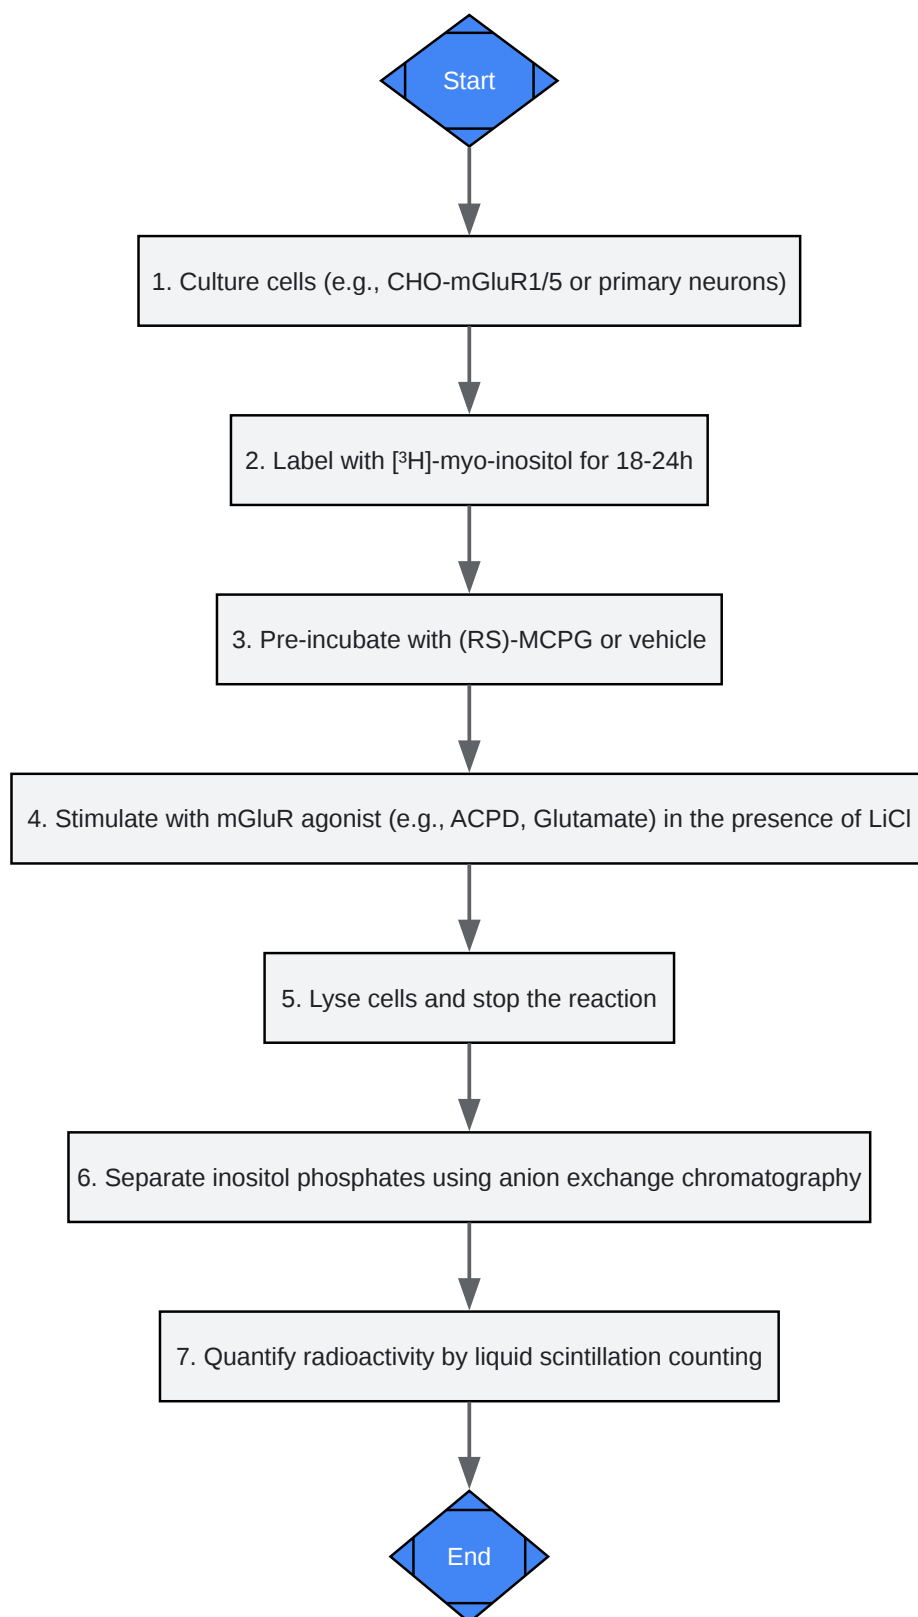 Start
1. Culture cells (e.g., CHO-mGluR1/5 or primary neurons)
2. Label with [³H]-myo-inositol for 18-24h
3. Pre-incubate with (RS)-MCPG or vehicle
4. Stimulate with mGluR agonist (e.g., ACPD, Glutamate) in the presence of LiCl
5. Lyse cells and stop the reaction
6. Separate inositol phosphates using anion exchange chromatography
7. Quantify radioactivity by liquid scintillation counting
End